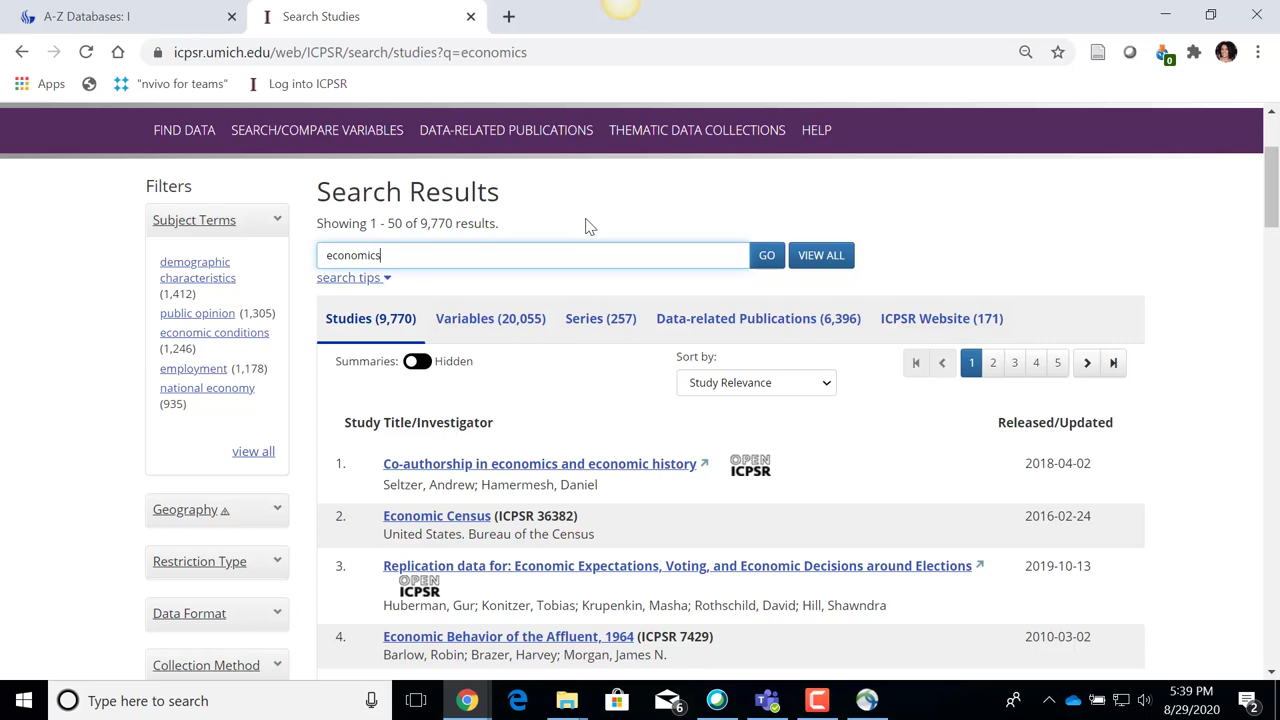 A-Z Databases: I
Search Studies
icpsr.umich.edu/web/ICPSR/search/studies?q=economics
0
Apps
"nvivo for teams"
Log into ICPSR
FIND DATA SEARCH/COMPARE VARIABLES DATA-RELATED PUBLICATIONS THEMATIC DATA COLLECTIONS HELP
Filters
Subject Terms
demographic
characteristics
(1,412)
public opinion (1,305)
economic conditions
(1,246)
employment (1,178)
national economy
(935)
view all
Geography
Restriction Type
Data Format
Collection Method
Search Results
Showing 1 - 50 of 9,770 results.
economics
GO
VIEW ALL
search tips
Studies (9,770) Variables (20,055) Series (257) Data-related Publications (6,396) ICPSR Website (171)
Summaries: Hidden
Sort by:
Study Relevance
1 2 3 4 5
Study Title/Investigator Released/Updated
1. Co-authorship in economics and economic history OPEN ICPSR 2018-04-02
Seltzer, Andrew; Hamermesh, Daniel
2. Economic Census (ICPSR 36382) 2016-02-24
United States. Bureau of the Census
3. Replication data for: Economic Expectations, Voting, and Economic Decisions around Elections 2019-10-13
OPEN ICPSR
Huberman, Gur; Konitzer, Tobias; Krupenkin, Masha; Rothschild, David; Hill, Shawndra
4. Economic Behavior of the Affluent, 1964 (ICPSR 7429) 2010-03-02
Barlow, Robin; Brazer, Harvey; Morgan, James N.
Type here to search
6
5:39 PM
8/29/2020
2